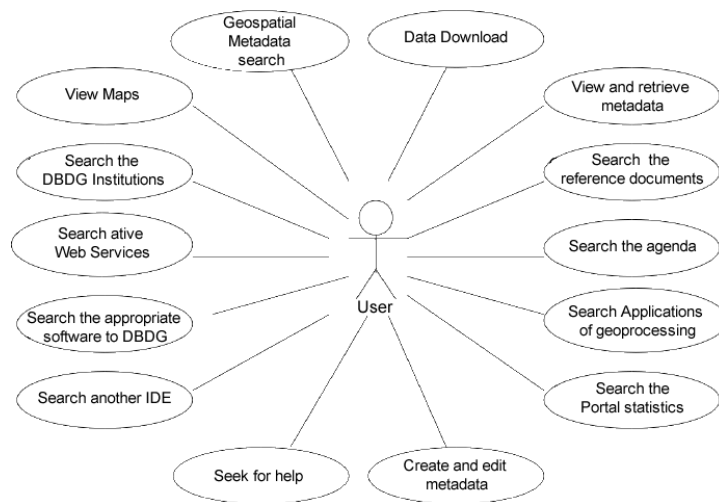 Geospatial
Metadata
search
Data Download
View Maps
View and retrieve
metadata
Search the
DBDG Institutions
Search the
reference documents
Search ative
Web Services
Search the agenda
User
Search the appropriate
software to DBDG
Search Applications
of geoprocessing
Search another IDE
Search the
Portal statistics
Seek for help
Create and edit
metadata